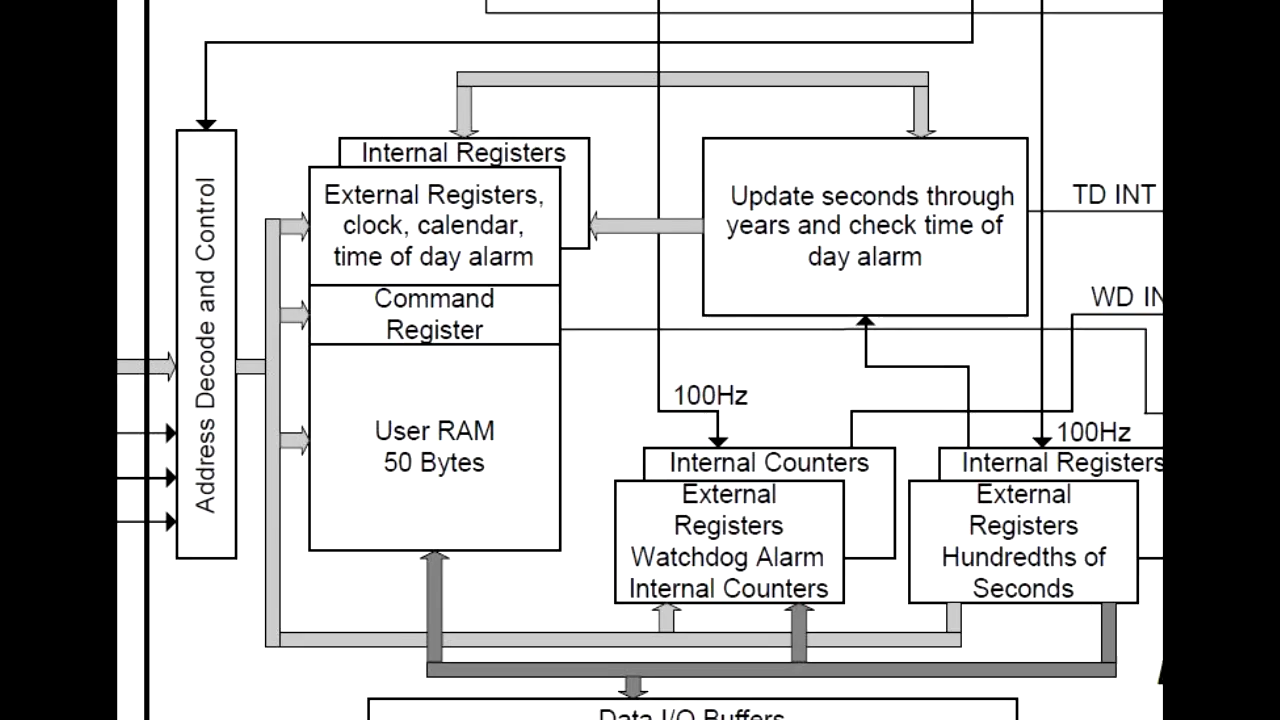 Internal Registers
External Registers,
clock, calendar,
time of day alarm
Command
Register
User RAM
50 Bytes
Address Decode and Control
Update seconds through
years and check time of
day alarm
TD INT
WD IN
100Hz
Internal Counters
External
Registers
Watchdog Alarm
Internal Counters
100Hz
Internal Registers
External
Registers
Hundredths of
Seconds
Data I/O Buffers